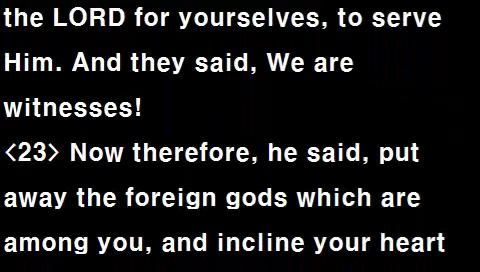 the LORD for yourselves, to serve
Him. And they said, We are
witnesses!
<23> Now therefore, he said, put
away the foreign gods which are
among you, and incline your heart